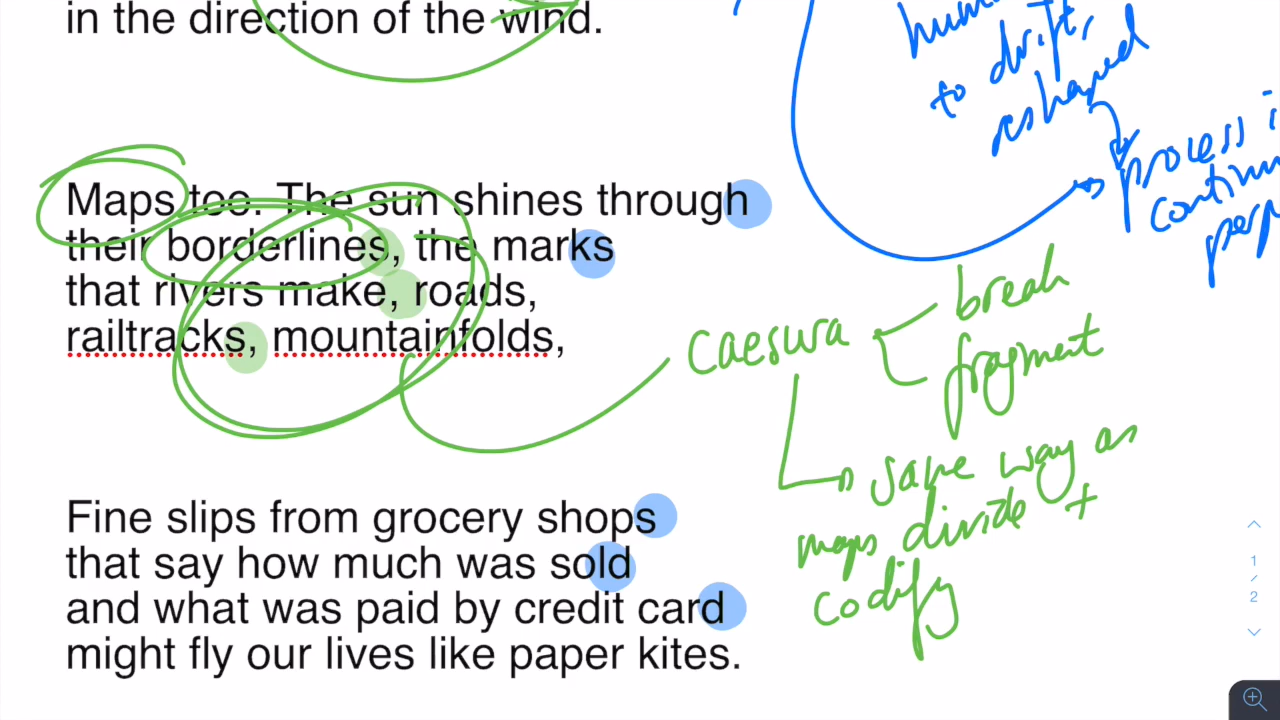 in the direction of the wind.
Maps too. The sun shines through
their borderlines, the marks
that rivers make, roads,
railtracks, mountainfolds,
Fine slips from grocery shops
that say how much was sold
and what was paid by credit card
might fly our lives like paper kites.
to drift,
reshaped
process
caesura
break
fragment
same way as
maps divide +
codify
1
/
2